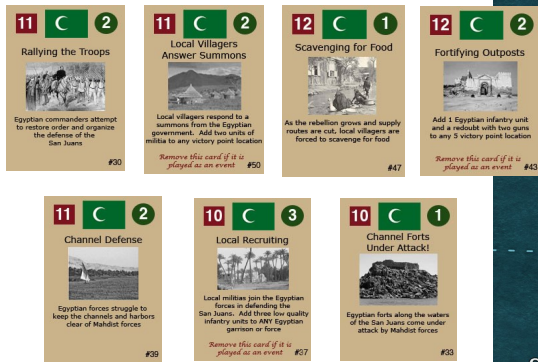 11 2
Rallying the Troops
Egyptian commanders attempt
to restore order and organize
the defense of the
San Juans
#30
11 2
Local Villagers
Answer Summons
Local villagers respond to a
summons from the Egyptian
government. Add two units of
militia to any victory point location
Remove this card if it is
played as an event #50
12 1
Scavenging for Food
As the rebellion grows and supply
routes are cut, local villagers are
forced to scavenge for food
#47
12 2
Fortifying Outposts
Add 1 Egyptian infantry unit
and a redoubt with two guns
to any 5 victory point location
Remove this card if it is
played as an event #43
11 2
Channel Defense
Egyptian forces struggle to
keep the channels and harbors
clear of Mahdist forces
#39
10 3
Local Recruiting
Local militias join the Egyptian
forces in defending the
San Juans. Add three low quality
infantry units to ANY Egyptian
garrison or force
Remove this card if it is
played as an event #37
10 1
Channel Forts
Under Attack!
Egyptian forts along the waters
of the San Juans come under
attack by Mahdist forces
#33